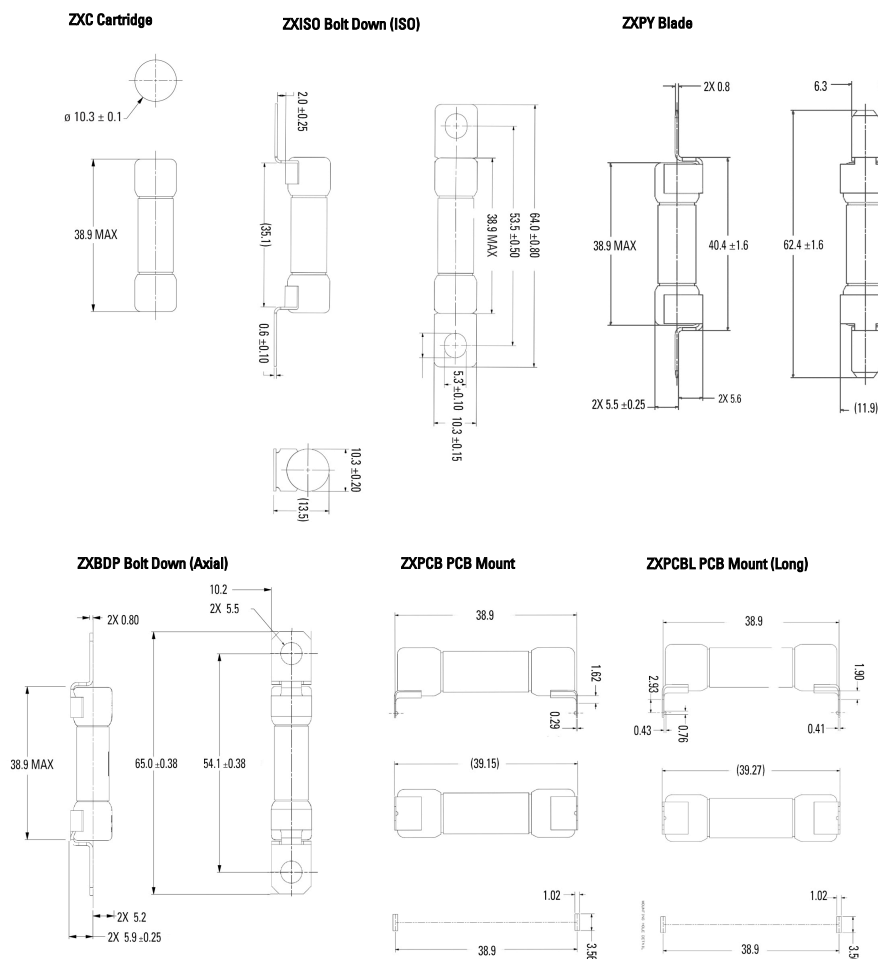 ZXC Cartridge
ø 10.3 ± 0.1
38.9 MAX
ZXISO Bolt Down (ISO)
2.0 ±0.25
(35.1)
0.6 ±0.10
38.9 MAX
53.5 ±0.50
64.0 ±0.80
5.3 ±0.10
10.3 ±0.15
10.3 ±0.20
(13.5)
ZXPY Blade
2X 0.8
38.9 MAX
40.4 ±1.6
2X 5.5 ±0.25
2X 5.6
6.3
62.4 ±1.6
(11.9)
ZXBDP Bolt Down (Axial)
2X 0.80
38.9 MAX
2X 5.2
2X 5.9 ±0.25
10.2
2X 5.5
65.0 ±0.38
54.1 ±0.38
ZXPCB PCB Mount
38.9
1.62
0.29
(39.15)
1.02
38.9
3.56
ZXPCBL PCB Mount (Long)
38.9
2.93
1.90
0.43
0.76
0.41
(39.27)
MOUNTING HOLE DETAIL
1.02
38.9